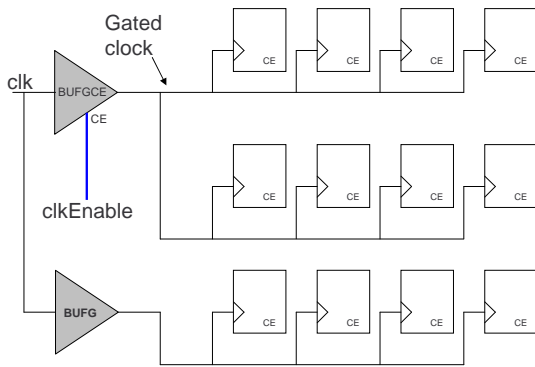 Gated
clock
CE CE CE CE
clk
BUFGCE
CE
clkEnable
CE CE CE CE
BUFG
CE CE CE CE